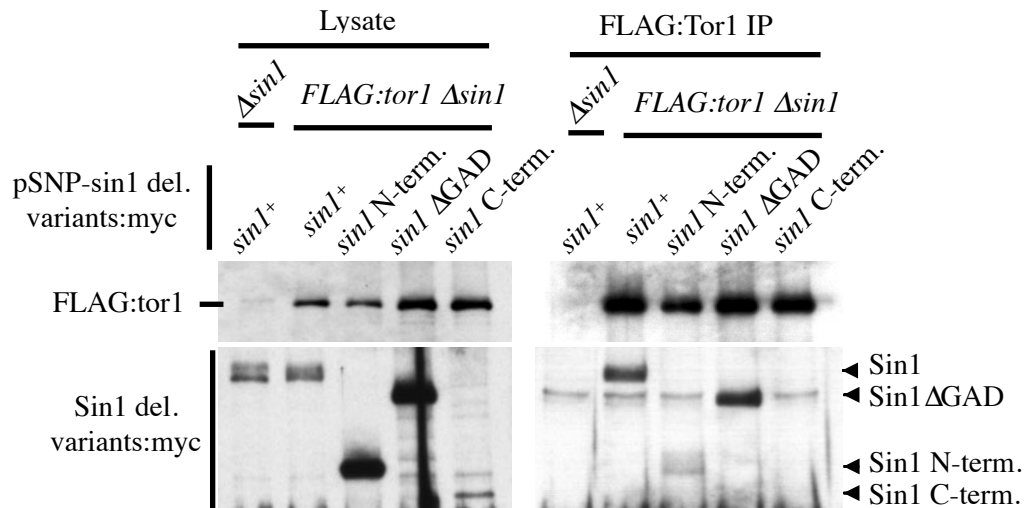 Lysate
FLAG:Tor1 IP
Δsin1
FLAG:tor1 Δsin1
Δsin1
FLAG:tor1 Δsin1
pSNP-sin1 del.
variants:myc
sin1+
sin1+
sin1 N-term.
sin1 ΔGAD
sin1 C-term.
sin1+
sin1+
sin1 N-term.
sin1 ΔGAD
sin1 C-term.
FLAG:tor1
Sin1 del.
variants:myc
Sin1
Sin1ΔGAD
Sin1 N-term.
Sin1 C-term.